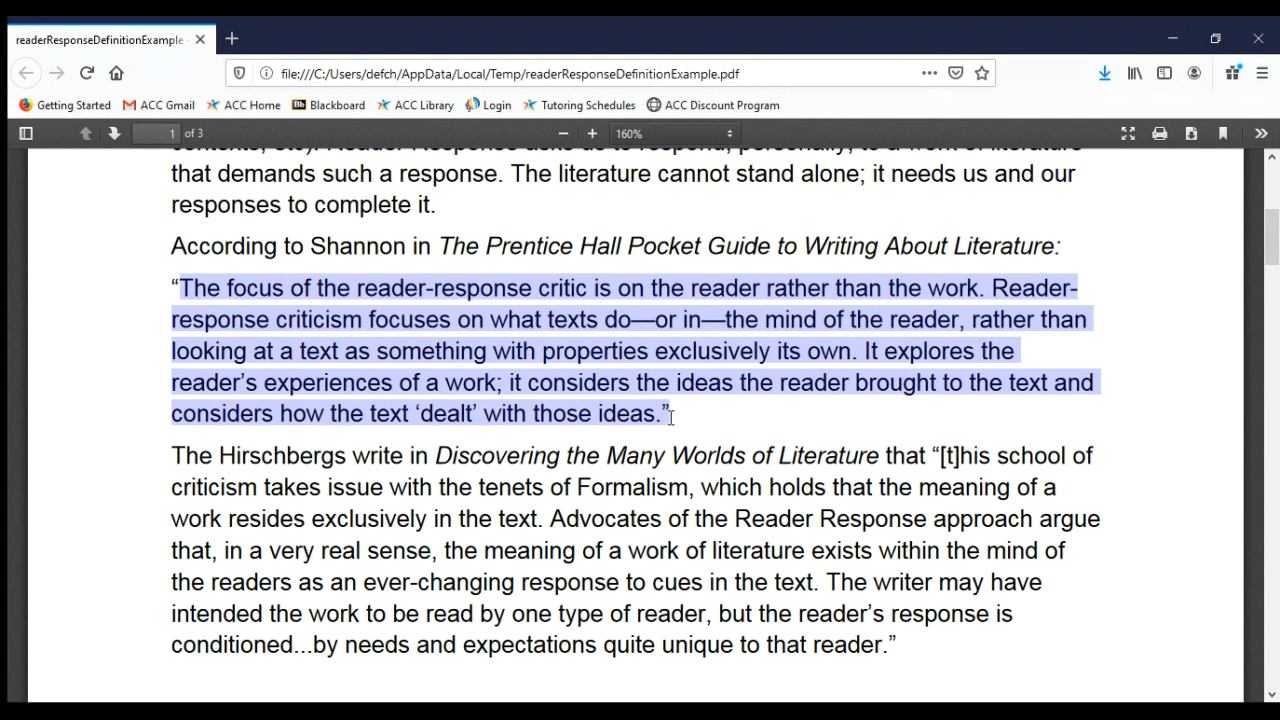 readerResponseDefinitionExample
file:///C:/Users/defch/AppData/Local/Temp/readerResponseDefinitionExample.pdf
Getting Started ACC Gmail ACC Home Bb Blackboard ACC Library Login Tutoring Schedules ACC Discount Program
1 of 3 160%
that demands such a response. The literature cannot stand alone; it needs us and our
responses to complete it.
According to Shannon in The Prentice Hall Pocket Guide to Writing About Literature:
“The focus of the reader-response critic is on the reader rather than the work. Reader-
response criticism focuses on what texts do—or in—the mind of the reader, rather than
looking at a text as something with properties exclusively its own. It explores the
reader’s experiences of a work; it considers the ideas the reader brought to the text and
considers how the text ‘dealt’ with those ideas.”
The Hirschbergs write in Discovering the Many Worlds of Literature that “[t]his school of
criticism takes issue with the tenets of Formalism, which holds that the meaning of a
work resides exclusively in the text. Advocates of the Reader Response approach argue
that, in a very real sense, the meaning of a work of literature exists within the mind of
the readers as an ever-changing response to cues in the text. The writer may have
intended the work to be read by one type of reader, but the reader’s response is
conditioned...by needs and expectations quite unique to that reader.”